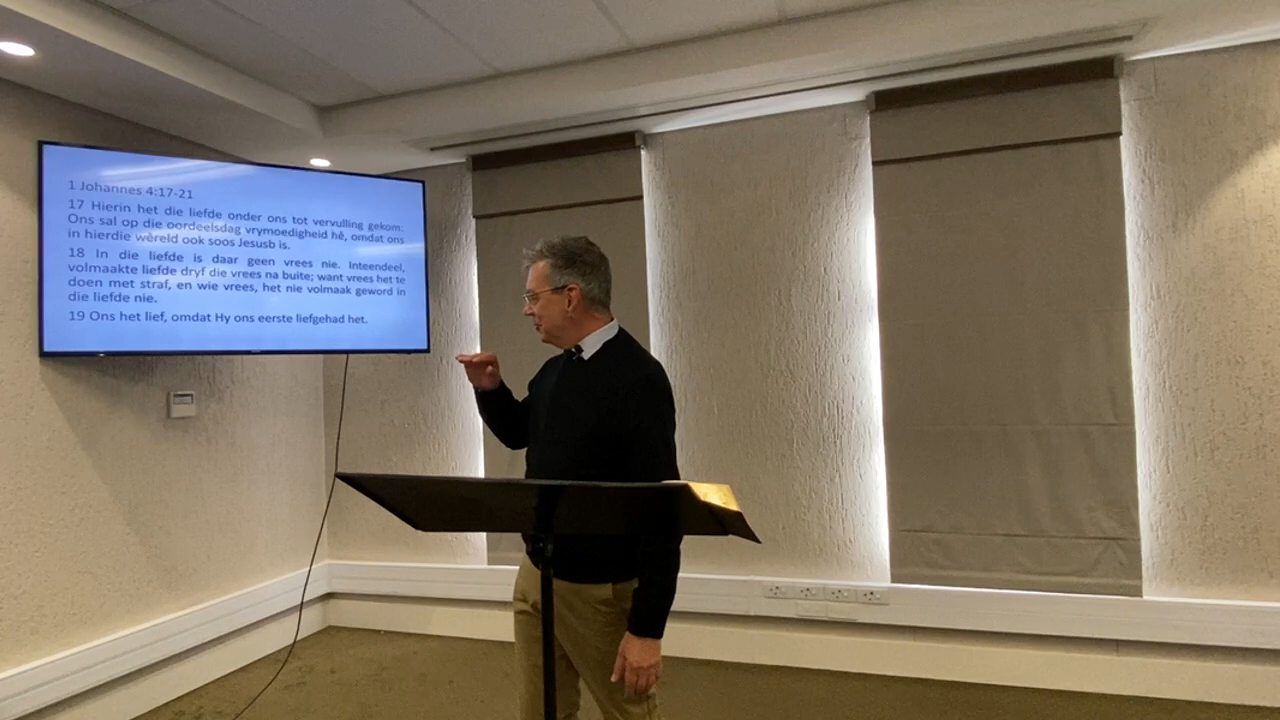 1 Johannes 4:17-21
17 Hierin het die liefde onder ons tot vervulling gekom:
Ons sal op die oordeelsdag vrymoedigheid hê, omdat ons
in hierdie wêreld ook soos Jesusb is.
18 In die liefde is daar geen vrees nie. Inteendeel,
volmaakte liefde dryf die vrees na buite; want vrees het te
doen met straf, en wie vrees, het nie volmaak geword in
die liefde nie.
19 Ons het lief, omdat Hy ons eerste liefgehad het.